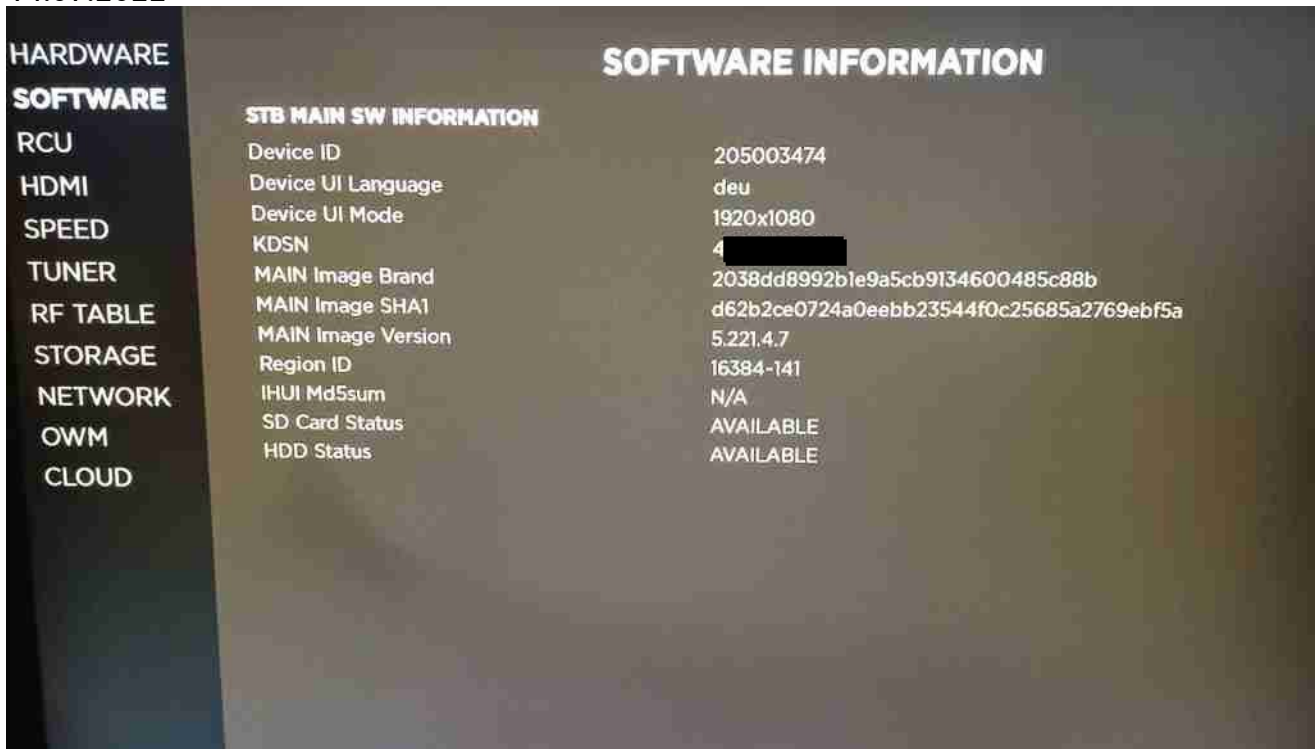 HARDWARE
SOFTWARE
RCU
HDMI
SPEED
TUNER
RF TABLE
STORAGE
NETWORK
OWM
CLOUD
SOFTWARE INFORMATION
STB MAIN SW INFORMATION
Device ID 205003474
Device UI Language deu
Device UI Mode 1920x1080
KDSN 4
MAIN Image Brand 2038dd8992b1e9a5cb9134600485c88b
MAIN Image SHA1 d62b2ce0724a0eebb23544f0c25685a2769ebf5a
MAIN Image Version 5.221.4.7
Region ID 16384-141
IHUI Md5sum N/A
SD Card Status AVAILABLE
HDD Status AVAILABLE